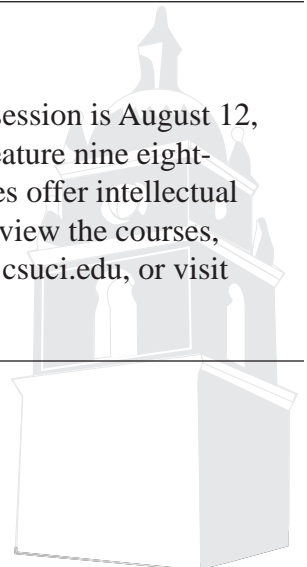 session is August 12,
eature nine eight-
es offer intellectual
view the courses,
csuci.edu, or visit